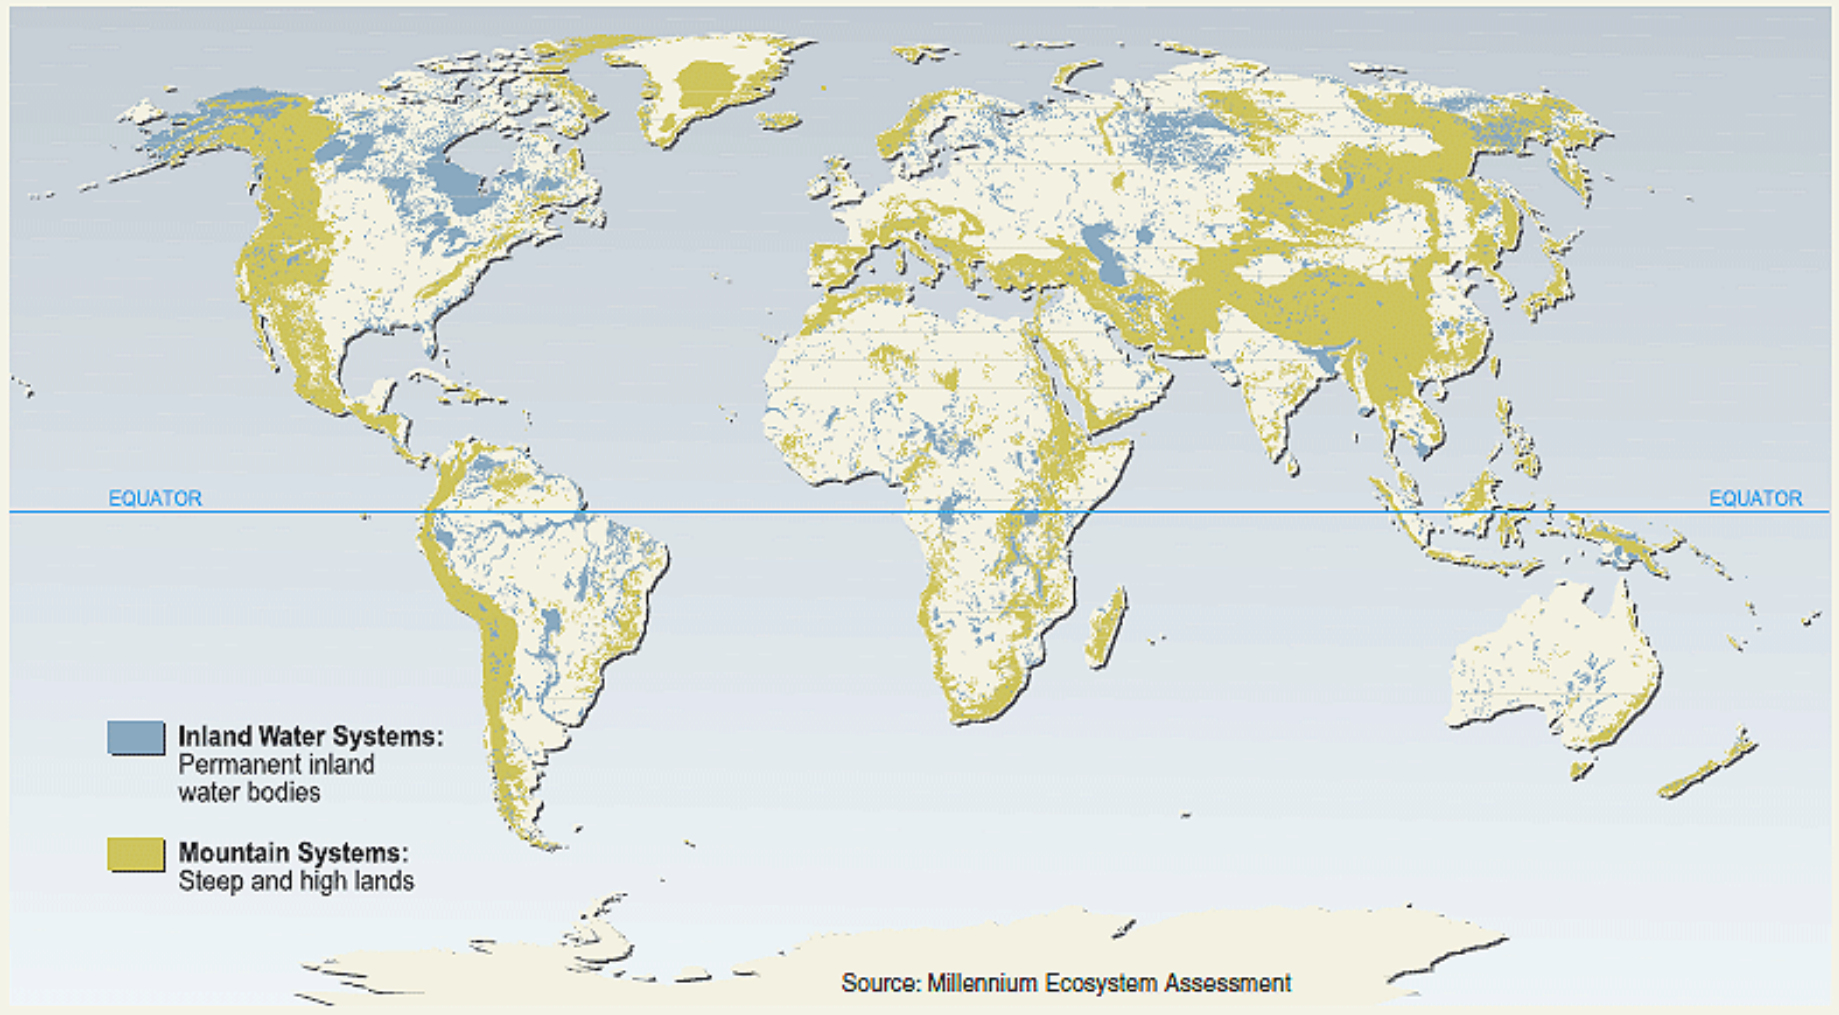 EQUATOR
EQUATOR
Inland Water Systems:
Permanent inland
water bodies
Mountain Systems:
Steep and high lands
Source: Millennium Ecosystem Assessment